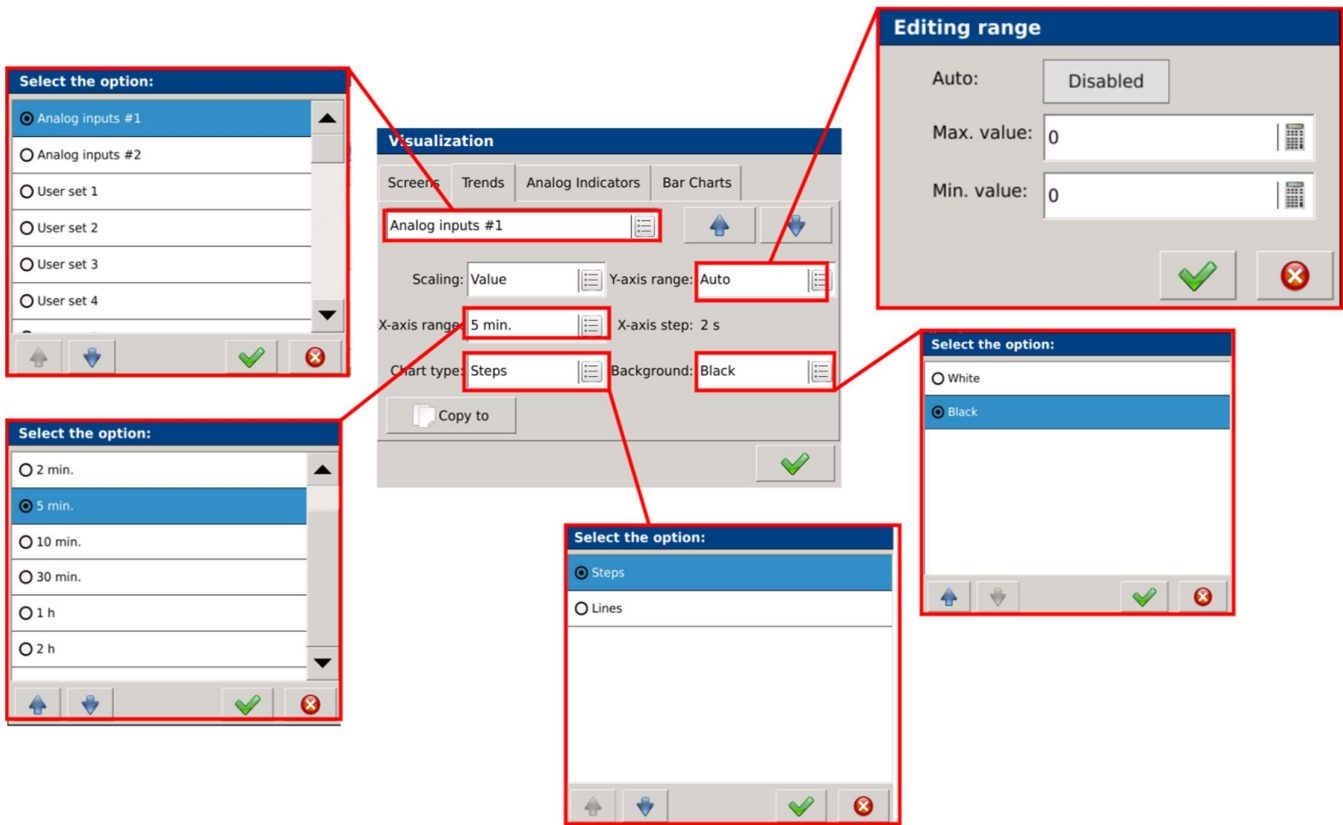 Editing range
Auto:
Disabled
Max. value:
0
Min. value:
0
Select the option:
Analog inputs #1
Analog inputs #2
User set 1
User set 2
User set 3
User set 4
Visualization
Screens Trends Analog Indicators Bar Charts
Analog inputs #1
Scaling: Value Y-axis range: Auto
X-axis range 5 min. X-axis step: 2 s
Chart type: Steps Background: Black
Copy to
Select the option:
White
Black
Select the option:
2 min.
5 min.
10 min.
30 min.
1 h
2 h
Select the option:
Steps
Lines